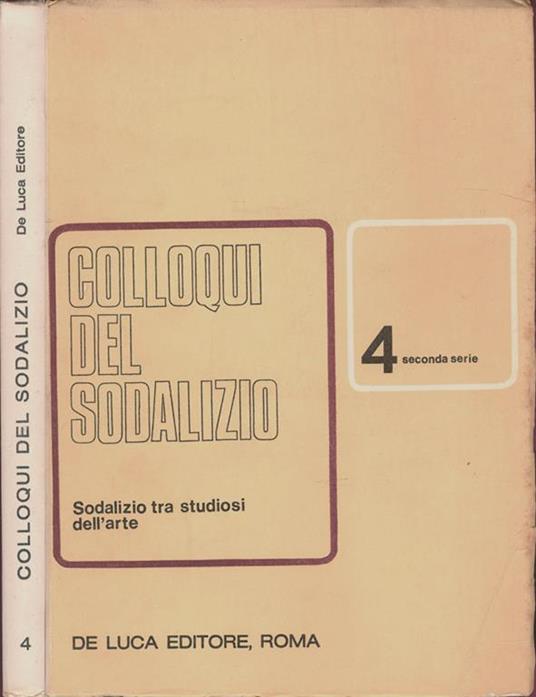 COLLOQUI DEL SODALIZIO De Luca Editore
4
COLLOQUI
DEL
SODALIZIO
Sodalizio tra studiosi
dell'arte
4 seconda serie
DE LUCA EDITORE, ROMA